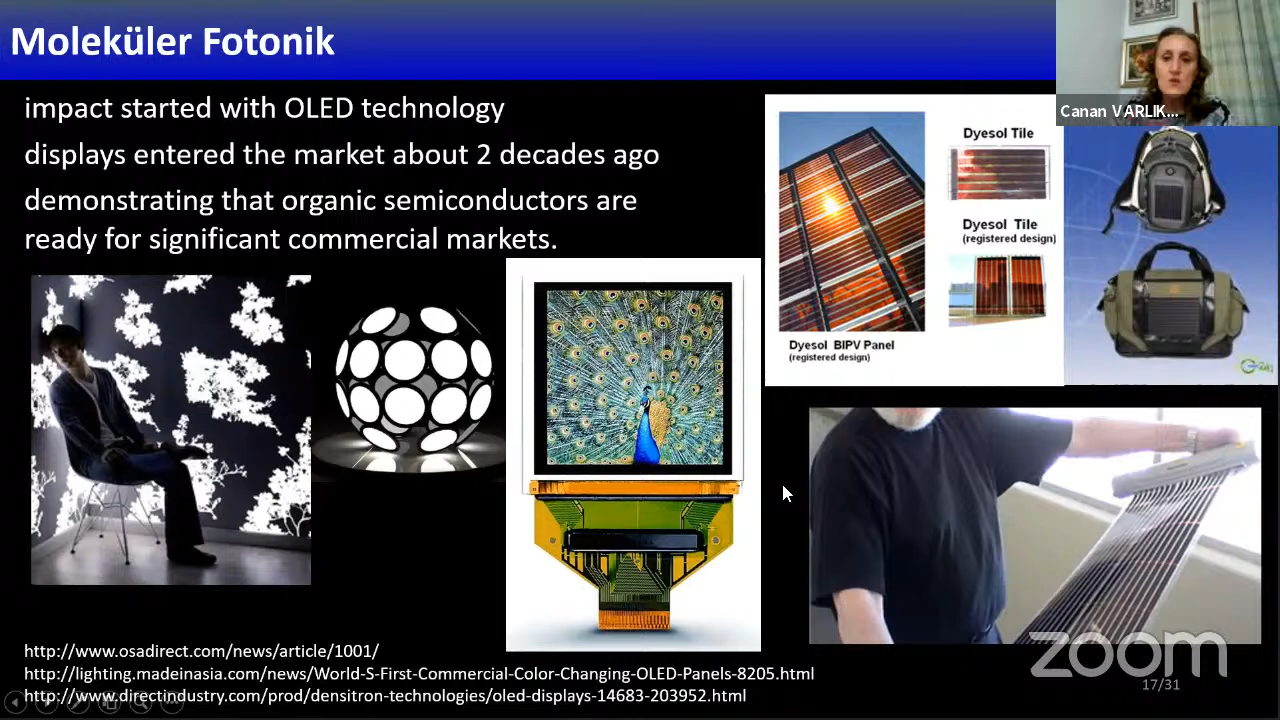 Moleküler Fotonik
impact started with OLED technology
displays entered the market about 2 decades ago
demonstrating that organic semiconductors are
ready for significant commercial markets.
Canan VARLIK...
Dyesol Tile
Dyesol Tile
(registered design)
Dyesol BIPV Panel
(registered design)
http://www.osadirect.com/news/article/1001/
http://lighting.madeinasia.com/news/World-S-First-Commercial-Color-Changing-OLED-Panels-8205.html
http://www.directindustry.com/prod/densitron-technologies/oled-displays-14683-203952.html
zoom
17/31